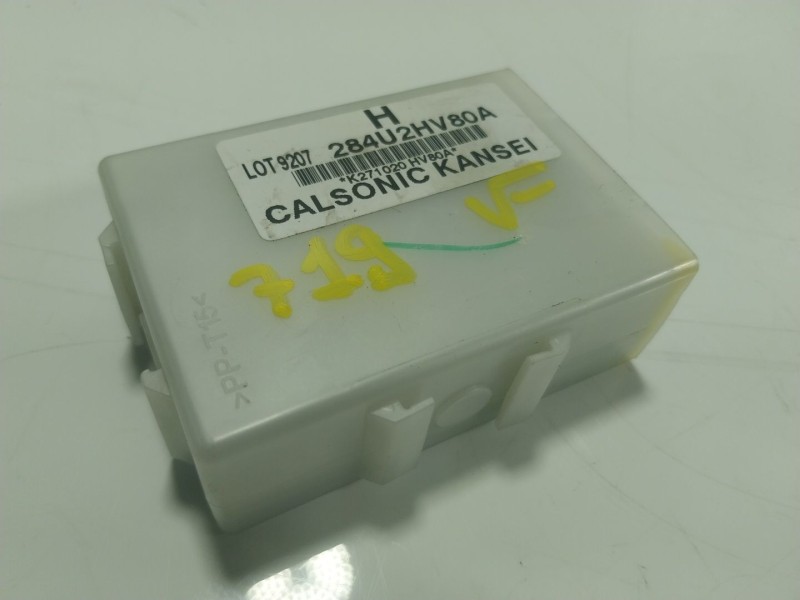 H
LOT 9207 284U2HV80A
*K271020 HV80A*
CALSONIC KANSEI
719
>PP-T15<